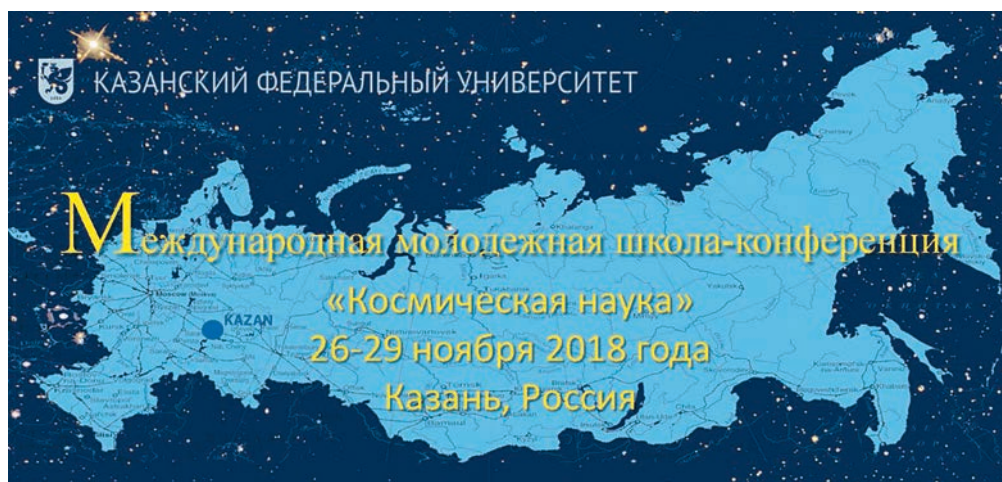 КАЗАНСКИЙ ФЕДЕРАЛЬНЫЙ УНИВЕРСИТЕТ
Международная молодежная школа-конференция
«Космическая наука»
KAZAN
26-29 ноября 2018 года
Казань, Россия